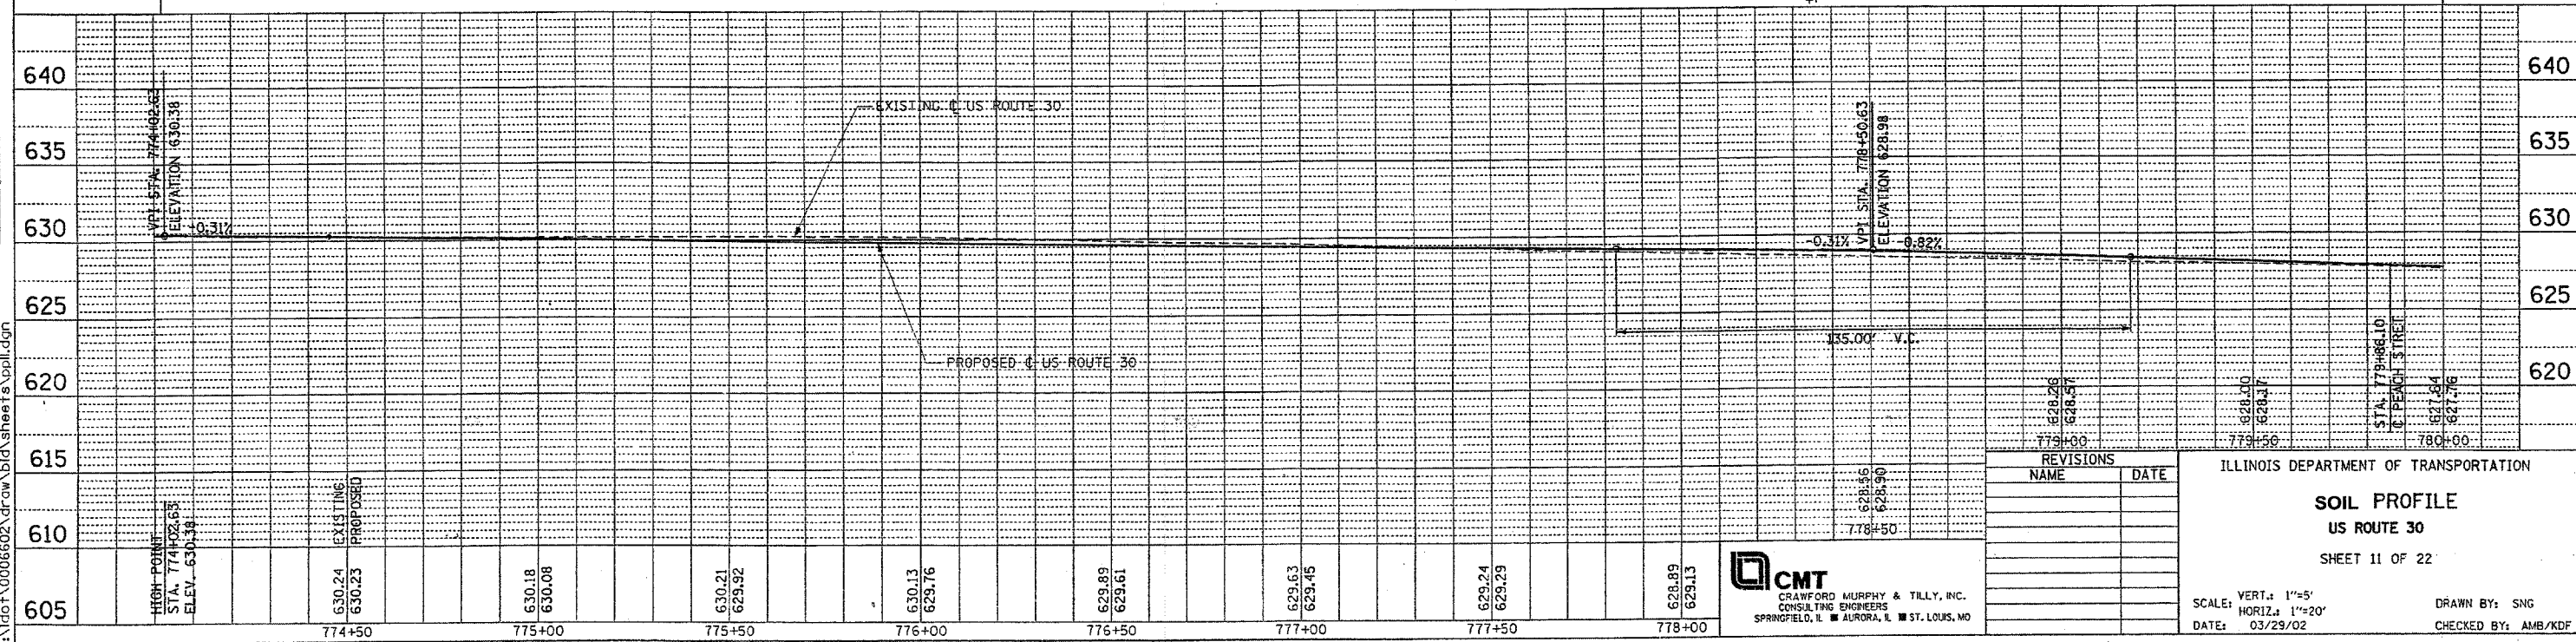 640
635
630
625
620
615
610
605
640
635
630
625
620
VPI STA. 774+02.63
ELEVATION 630.38
-0.31%
EXISTING ℄ US ROUTE 30
PROPOSED ℄ US ROUTE 30
-0.31%
VPI STA. 778+50.63
ELEVATION 628.98
-0.82%
135.00' V.C.
STA. 779+86.10
℄ PEACH STRET
HIGH POINT
STA. 774+02.63
ELEV. 630.38
EXISTING
PROPOSED
630.24
630.23
774+50
630.18
630.08
775+00
630.21
629.92
775+50
630.13
629.76
776+00
629.89
629.61
776+50
629.63
629.45
777+00
629.24
629.29
777+50
628.89
629.13
778+00
628.56
628.90
778+50
628.26
628.57
779+00
628.00
628.17
779+50
627.64
627.76
780+00
CMT
CRAWFORD MURPHY & TILLY, INC.
CONSULTING ENGINEERS
SPRINGFIELD, IL ■ AURORA, IL ■ ST. LOUIS, MO
REVISIONS
NAME DATE
ILLINOIS DEPARTMENT OF TRANSPORTATION
SOIL PROFILE
US ROUTE 30
SHEET 11 OF 22
SCALE: VERT.: 1"=5'
HORIZ.: 1"=20'
DATE: 03/29/02
DRAWN BY: SNG
CHECKED BY: AMB/KDF
:\idot\0006602\draw\bid\sheets\ppll.dgn